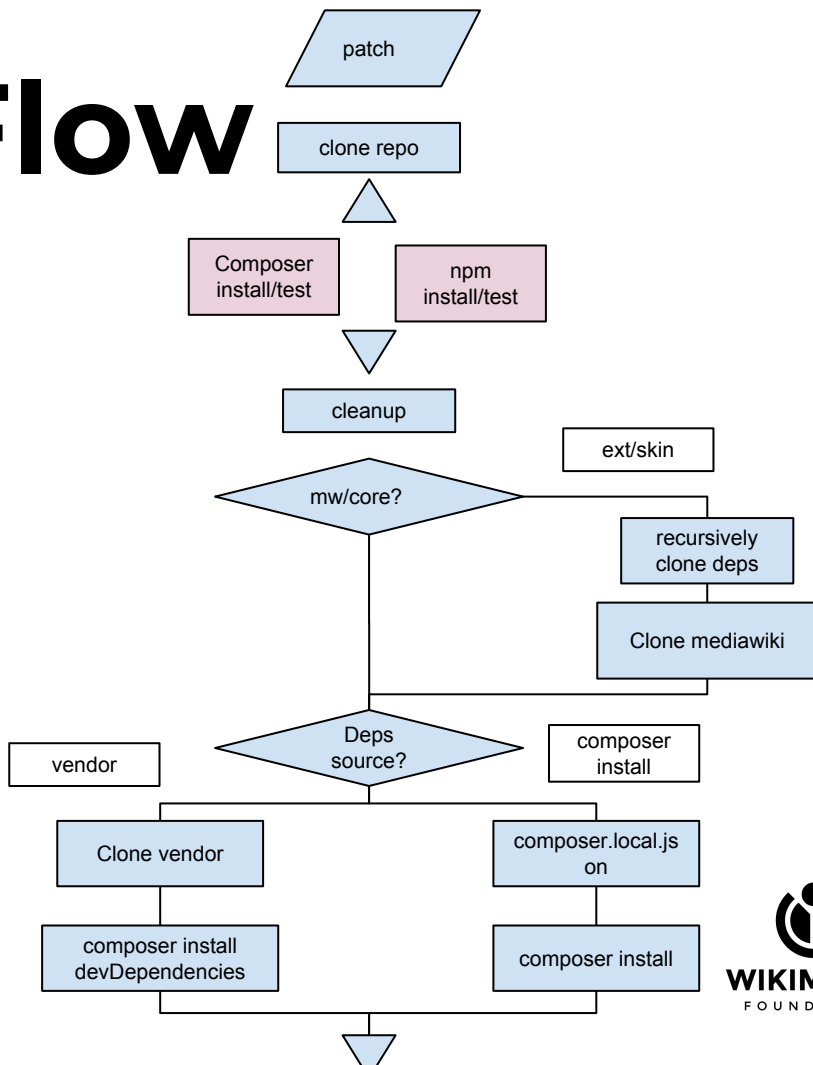 Flow
patch
clone repo
Composer
install/test
npm
install/test
cleanup
ext/skin
mw/core?
recursively
clone deps
Clone mediawiki
Deps
source?
vendor
composer
install
Clone vendor
composer.local.js
on
composer install
devDependencies
composer install
WIKIM
FOUND